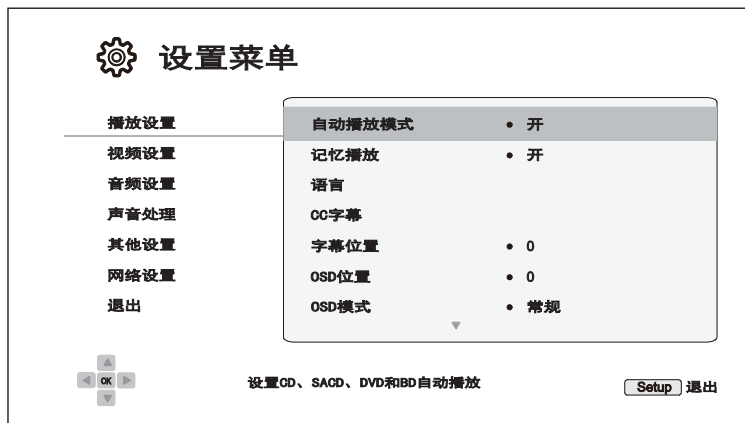 设置菜单
播放设置
视频设置
音频设置
声音处理
其他设置
网络设置
退出
自动播放模式 • 开
记忆播放 • 开
语言
CC字幕
字幕位置 • 0
OSD位置 • 0
OSD模式 • 常规
OK
设置CD、SACD、DVD和BD自动播放
Setup 退出